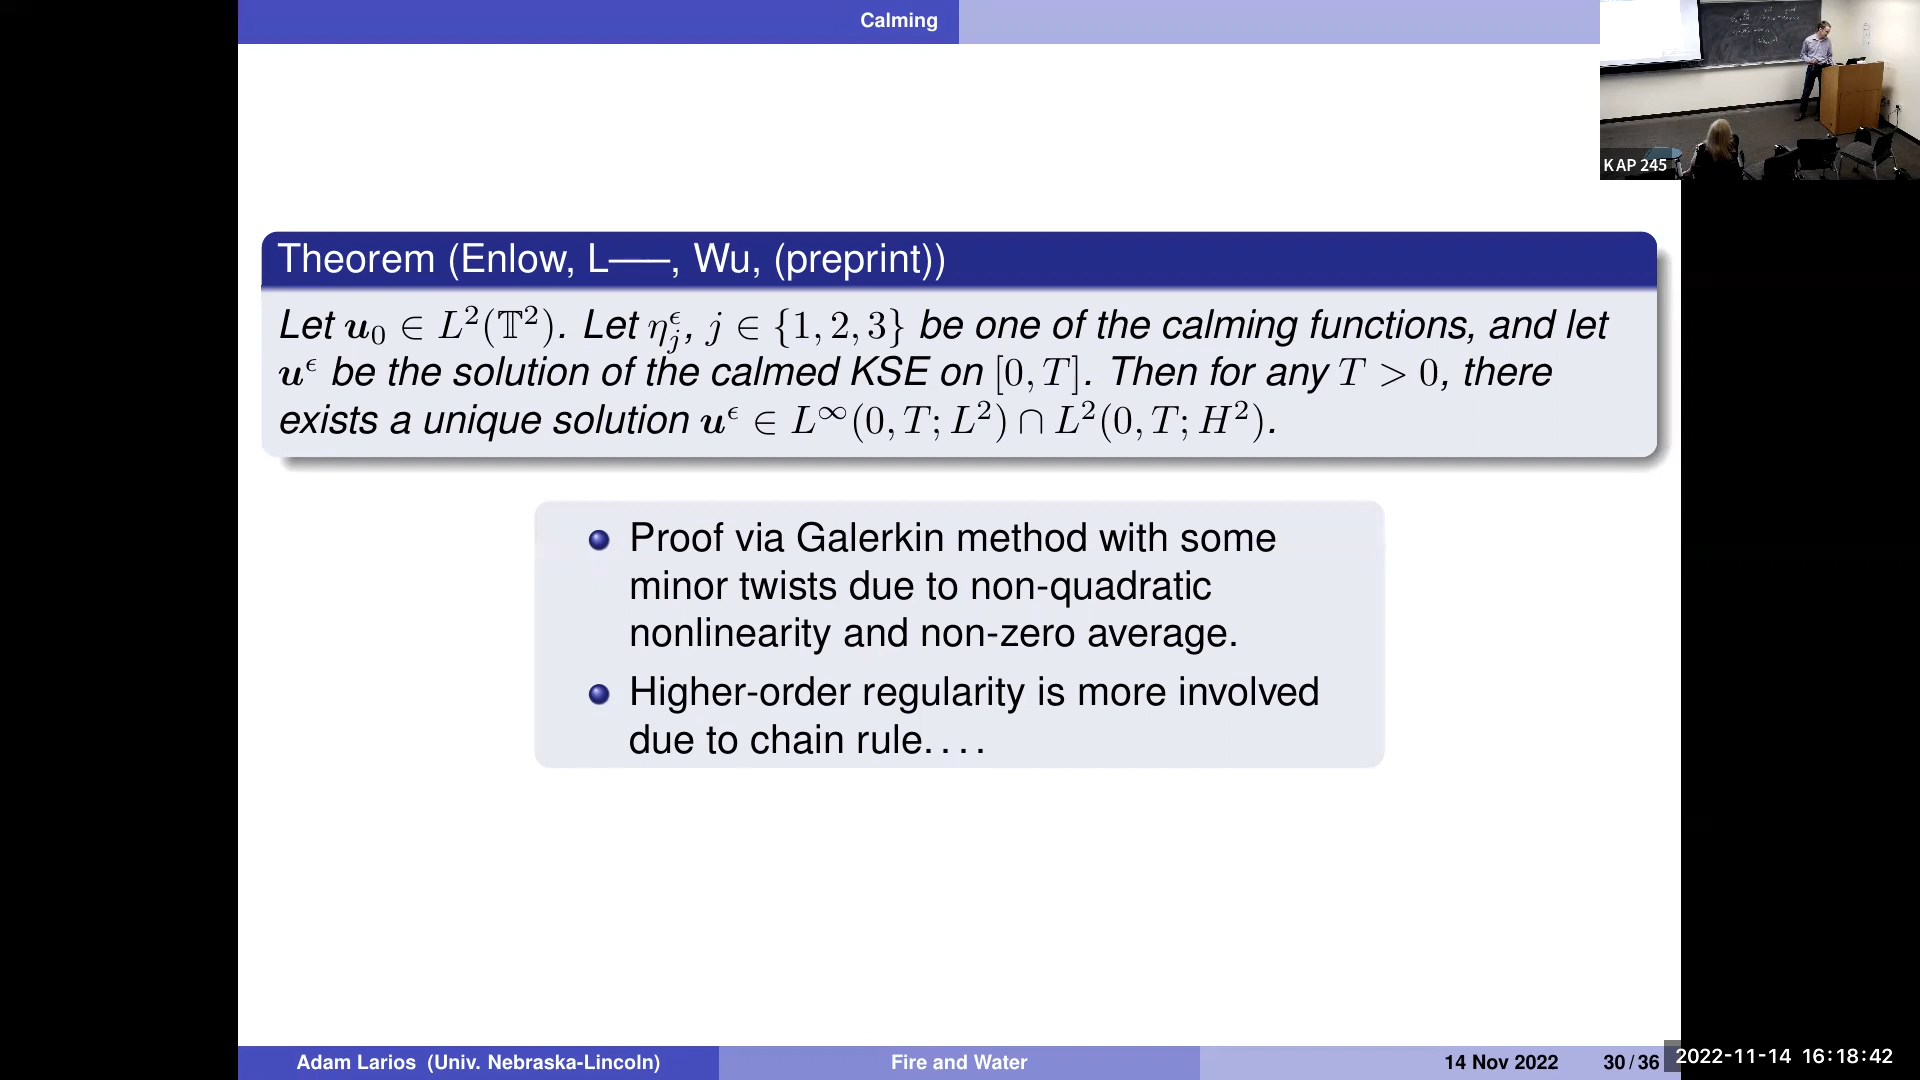 Calming
KAP 245
Theorem (Enlow, L——, Wu, (preprint))
Let u₀ ∈ L²(𝕋²). Let ηⱼ^ϵ, j ∈ {1, 2, 3} be one of the calming functions, and let
u^ϵ be the solution of the calmed KSE on [0, T]. Then for any T > 0, there
exists a unique solution u^ϵ ∈ L^∞(0, T; L²) ∩ L²(0, T; H²).
Proof via Galerkin method with some
minor twists due to non-quadratic
nonlinearity and non-zero average.
Higher-order regularity is more involved
due to chain rule....
Adam Larios (Univ. Nebraska-Lincoln)
Fire and Water
14 Nov 2022
30 / 36
2022-11-14 16:18:42